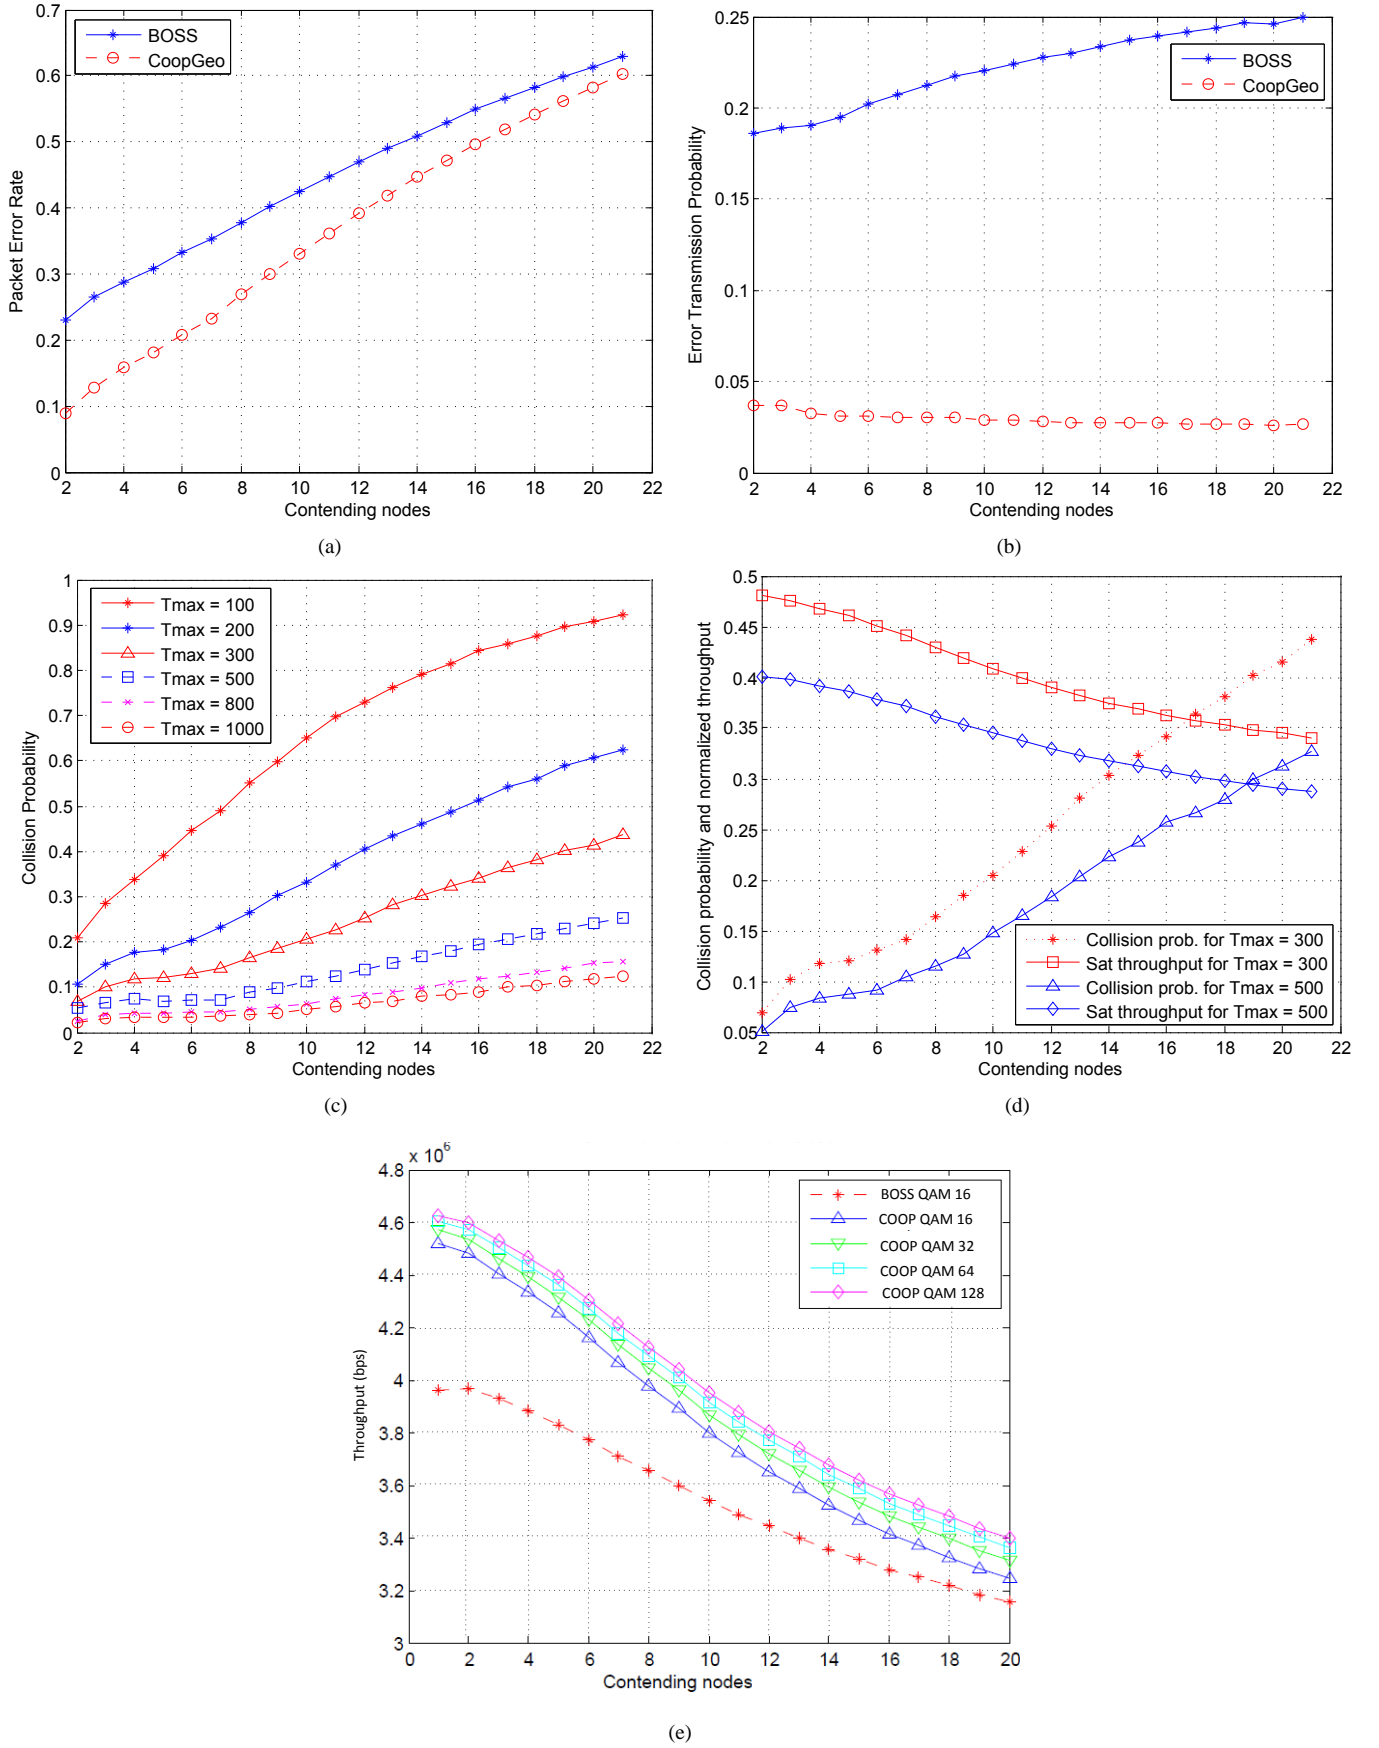 0.7
0.6
0.5
0.4
0.3
0.2
0.1
0
Packet Error Rate
BOSS
CoopGeo
2 4 6 8 10 12 14 16 18 20 22
Contending nodes
(a)
0.25
0.2
0.15
0.1
0.05
0
Error Transmission Probability
BOSS
CoopGeo
2 4 6 8 10 12 14 16 18 20 22
Contending nodes
(b)
1
0.9
0.8
0.7
0.6
0.5
0.4
0.3
0.2
0.1
0
Collision Probability
Tmax = 100
Tmax = 200
Tmax = 300
Tmax = 500
Tmax = 800
Tmax = 1000
2 4 6 8 10 12 14 16 18 20 22
Contending nodes
(c)
0.5
0.45
0.4
0.35
0.3
0.25
0.2
0.15
0.1
0.05
Collision probability and normalized throughput
Collision prob. for Tmax = 300
Sat throughput for Tmax = 300
Collision prob. for Tmax = 500
Sat throughput for Tmax = 500
2 4 6 8 10 12 14 16 18 20 22
Contending nodes
(d)
x 10^6
4.8
4.6
4.4
4.2
4
3.8
3.6
3.4
3.2
3
Throughput (bps)
BOSS QAM 16
COOP QAM 16
COOP QAM 32
COOP QAM 64
COOP QAM 128
0 2 4 6 8 10 12 14 16 18 20
Contending nodes
(e)